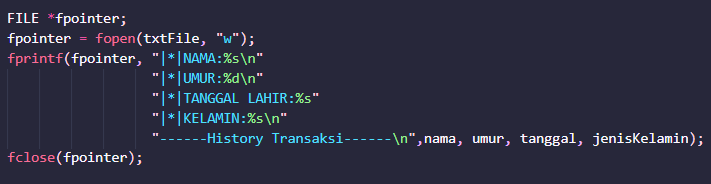 FILE *fpointer;
fpointer = fopen(txtFile, "w");
fprintf(fpointer, "|*|NAMA:%s\n"
"|*|UMUR:%d\n"
"|*|TANGGAL LAHIR:%s"
"|*|KELAMIN:%s\n"
"------History Transaksi------\n",nama, umur, tanggal, jenisKelamin);
fclose(fpointer);